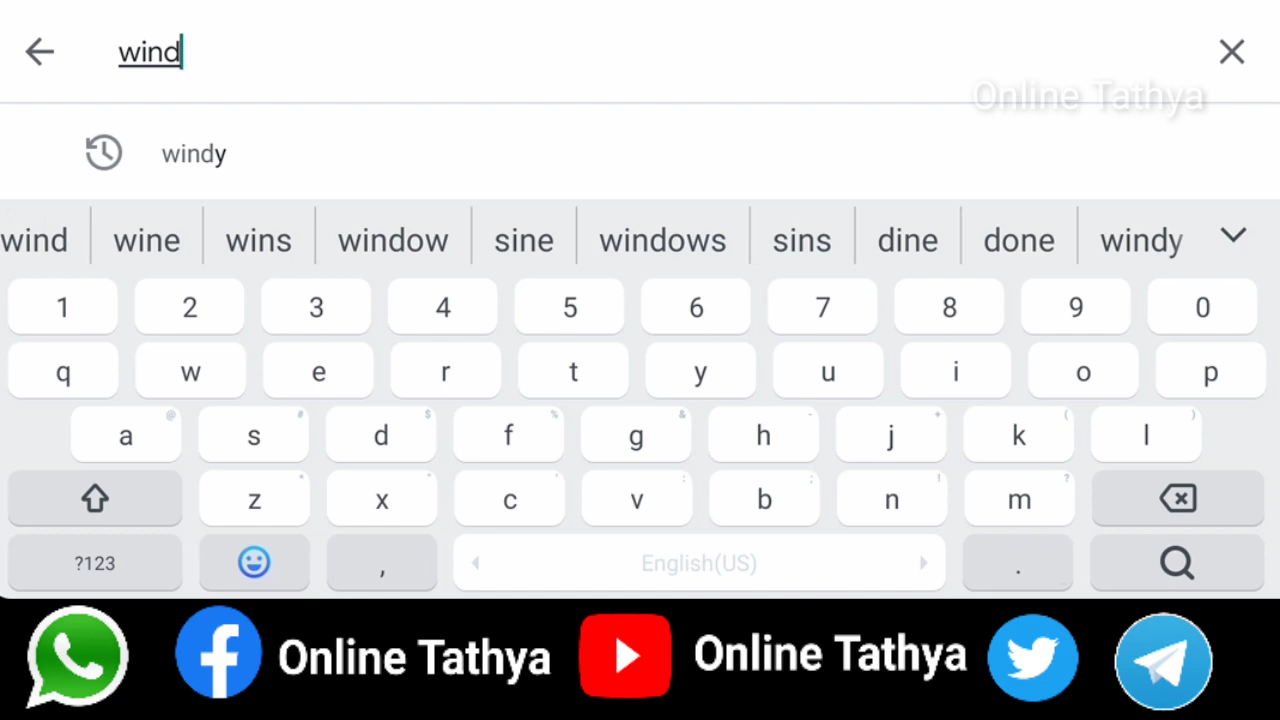 wind
Online Tathya
windy
wind wine wins window sine windows sins dine done windy
1 2 3 4 5 6 7 8 9 0
q w e r t y u i o p
@ # $ % & - + ( )
a s d f g h j k l
* " ' : ; ! ?
z x c v b n m
?123 , English(US) .
Online Tathya Online Tathya